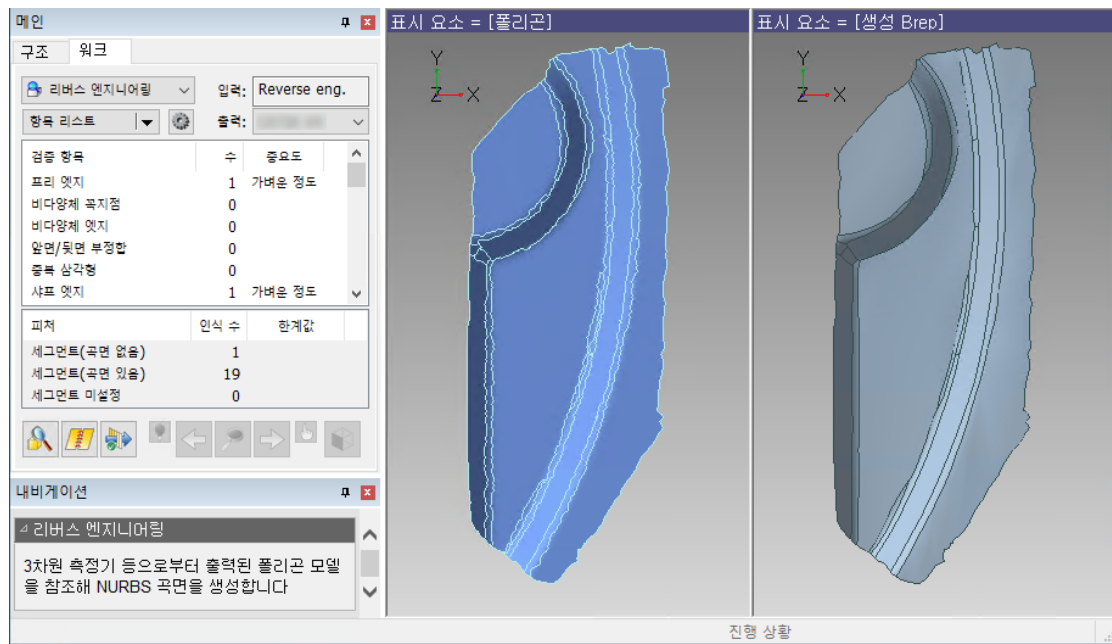 메인
구조 워크
리버스 엔지니어링 입력: Reverse eng.
항목 리스트 출력:
검증 항목 수 중요도
프리 엣지 1 가벼운 정도
비다양체 꼭지점 0
비다양체 엣지 0
앞면/뒷면 부정합 0
중복 삼각형 0
샤프 엣지 1 가벼운 정도
피처 인식 수 한계값
세그먼트(곡면 없음) 1
세그먼트(곡면 있음) 19
세그먼트 미설정 0
내비게이션
리버스 엔지니어링
3차원 측정기 등으로부터 출력된 폴리곤 모델
을 참조해 NURBS 곡면을 생성합니다
표시 요소 = [폴리곤]
Y
Z X
표시 요소 = [생성 Brep]
Y
Z X
진행 상황